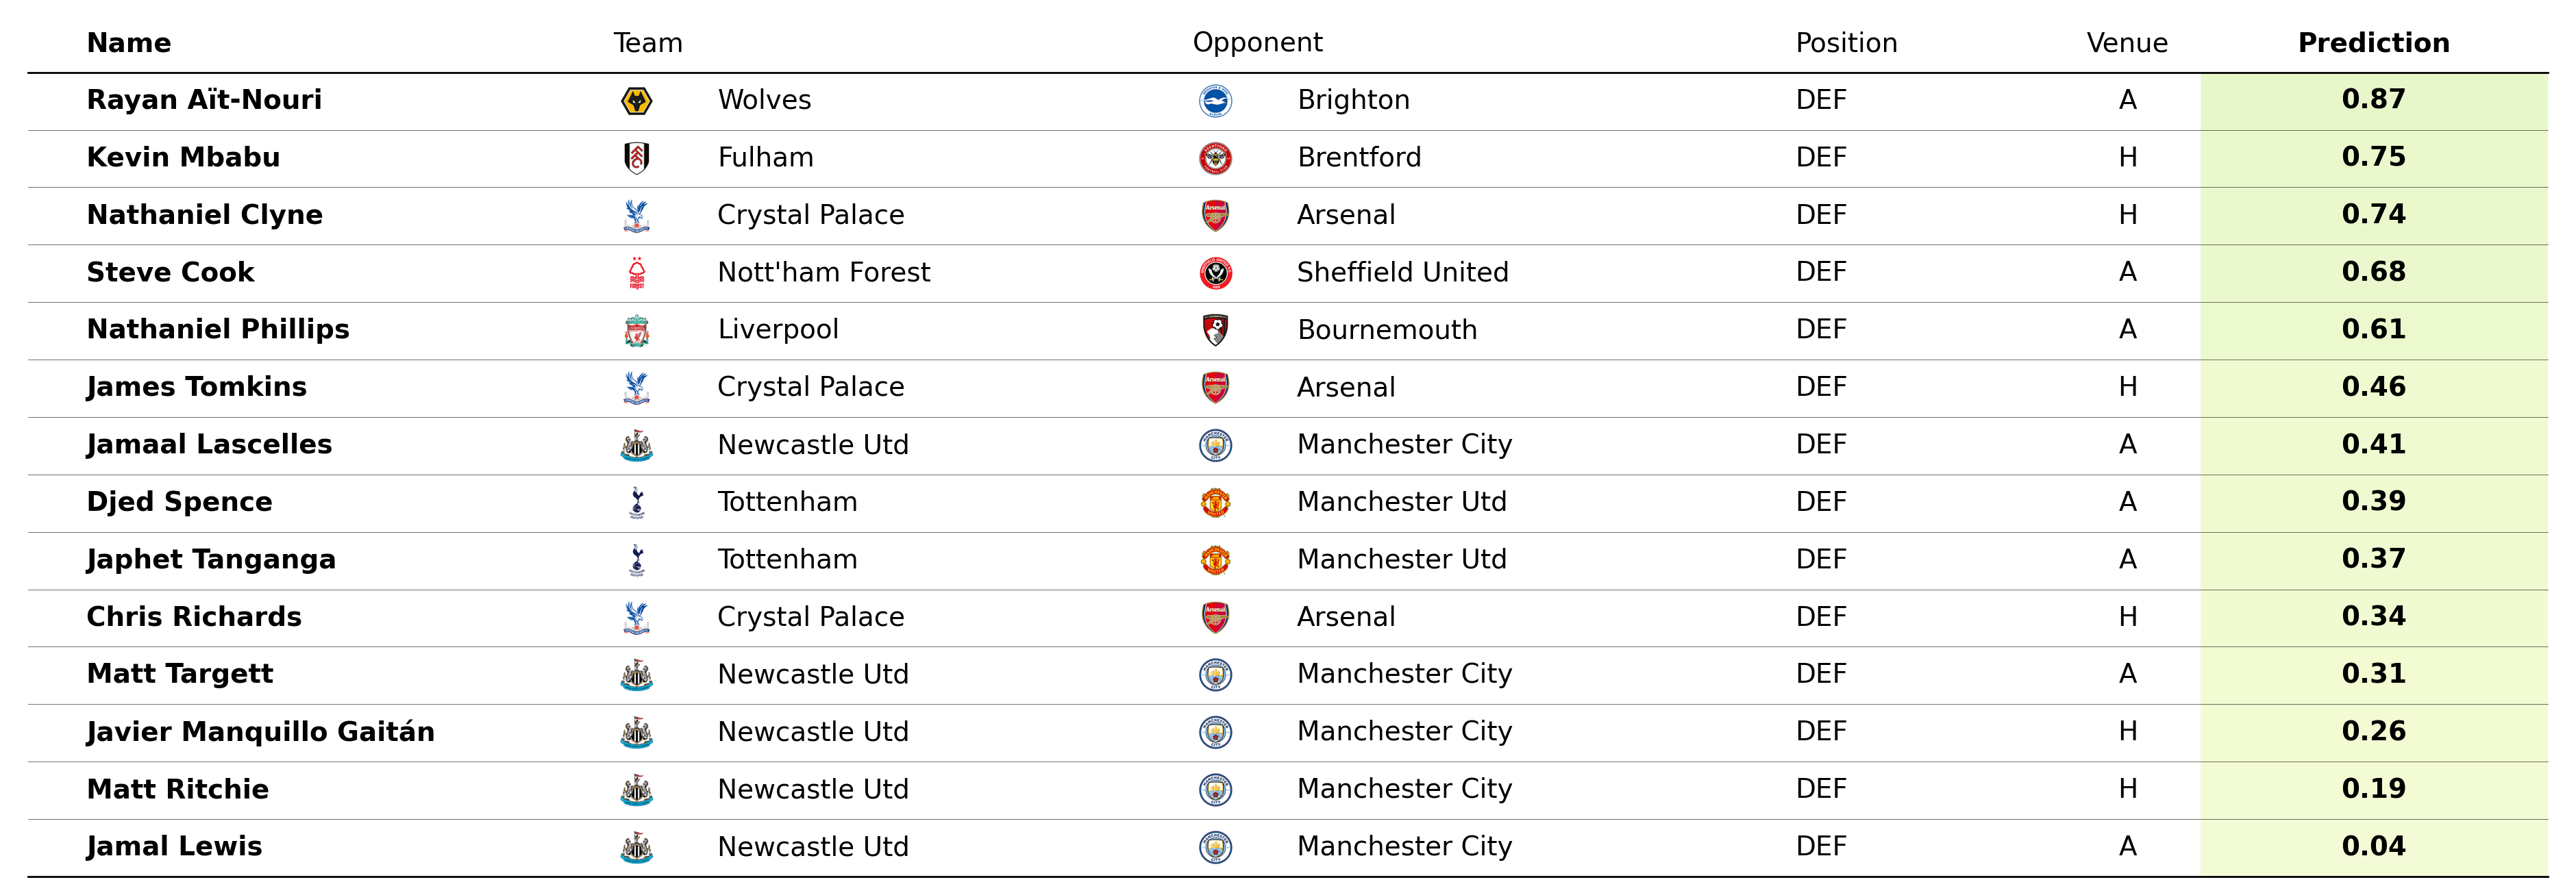 Name Team Opponent Position Venue Prediction
Rayan Aït-Nouri Wolves Brighton DEF A 0.87
Kevin Mbabu Fulham Brentford DEF H 0.75
Nathaniel Clyne Crystal Palace Arsenal DEF H 0.74
Steve Cook Nott'ham Forest Sheffield United DEF A 0.68
Nathaniel Phillips Liverpool Bournemouth DEF A 0.61
James Tomkins Crystal Palace Arsenal DEF H 0.46
Jamaal Lascelles Newcastle Utd Manchester City DEF A 0.41
Djed Spence Tottenham Manchester Utd DEF A 0.39
Japhet Tanganga Tottenham Manchester Utd DEF A 0.37
Chris Richards Crystal Palace Arsenal DEF H 0.34
Matt Targett Newcastle Utd Manchester City DEF A 0.31
Javier Manquillo Gaitán Newcastle Utd Manchester City DEF H 0.26
Matt Ritchie Newcastle Utd Manchester City DEF H 0.19
Jamal Lewis Newcastle Utd Manchester City DEF A 0.04